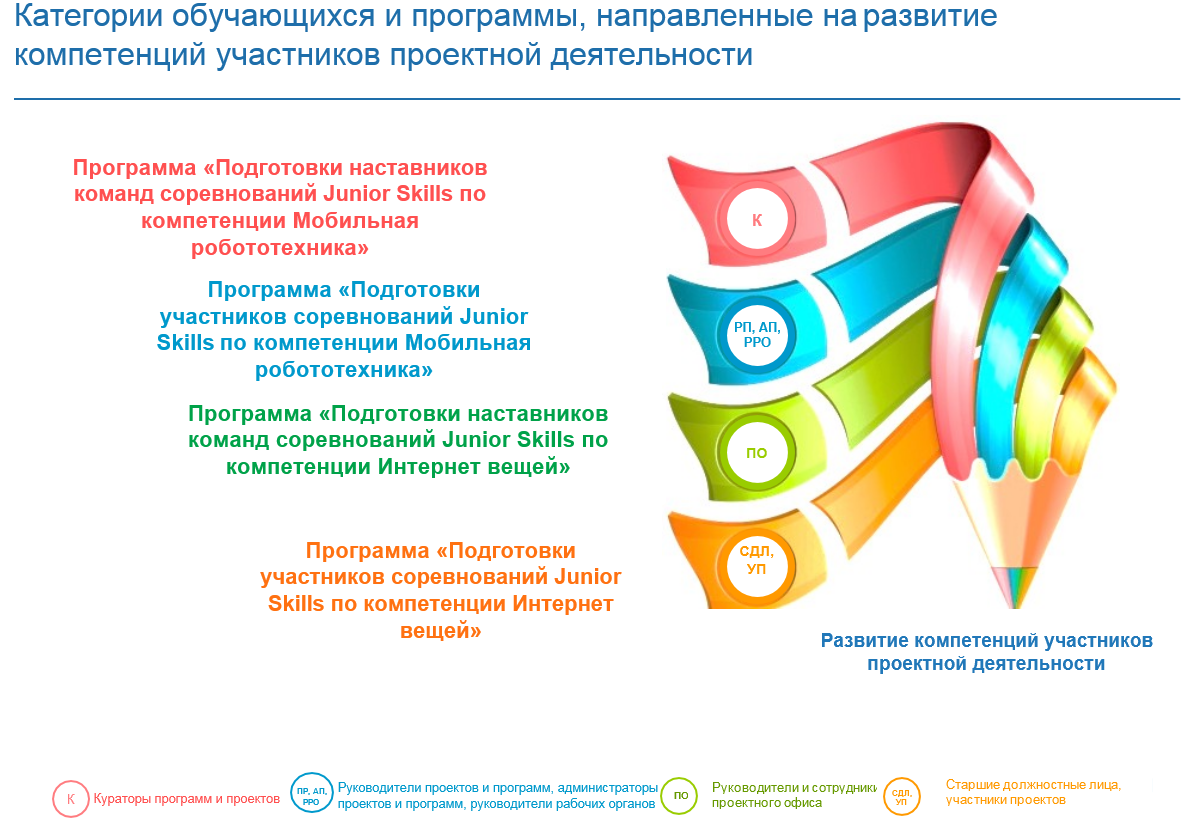 Категории обучающихся и программы, направленные на развитие
компетенций участников проектной деятельности
Программа «Подготовки наставников
команд соревнований Junior Skills по
компетенции Мобильная
робототехника»
Программа «Подготовки
участников соревнований Junior
Skills по компетенции Мобильная
робототехника»
Программа «Подготовки наставников
команд соревнований Junior Skills по
компетенции Интернет вещей»
Программа «Подготовки
участников соревнований Junior
Skills по компетенции Интернет
вещей»
К
РП, АП,
РРО
ПО
СДЛ,
УП
Развитие компетенций участников
проектной деятельности
К
Кураторы программ и проектов
ПР, АП,
РРО
Руководители проектов и программ, администраторы
проектов и программ, руководители рабочих органов
ПО
Руководители и сотрудники
проектного офиса
СДЛ,
УП
Старшие должностные лица,
участники проектов